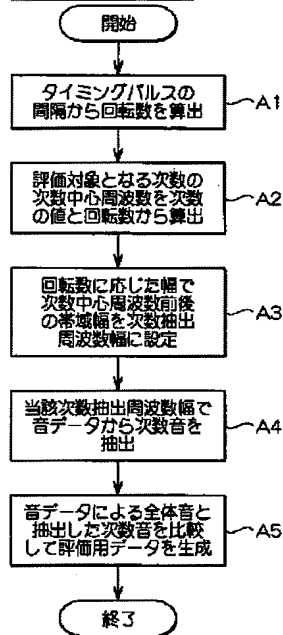 開始
タイミングパルスの
間隔から回転数を算出
A1
評価対象となる次数の
次数中心周波数を次数
の値と回転数から算出
A2
回転数に応じた幅で
次数中心周波数前後
の帯域幅を次数抽出
周波数幅に設定
A3
当該次数抽出周波数幅で
音データから次数音を
抽出
A4
音データによる全体音と
抽出した次数音を比較
して評価用データを生成
A5
終了